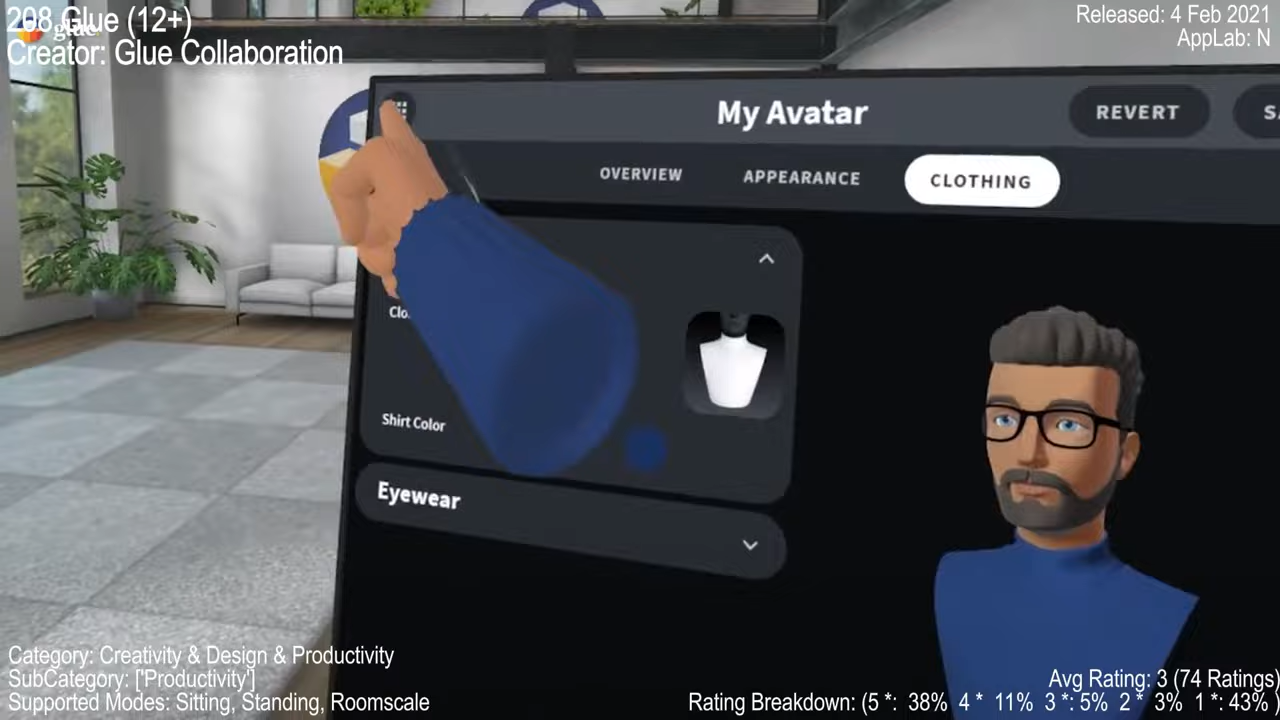 208 Glue (12+)
glue.
Creator: Glue Collaboration
Released: 4 Feb 2021
AppLab: N
My Avatar
REVERT
OVERVIEW
APPEARANCE
CLOTHING
Shirt Color
Eyewear
Category: Creativity & Design & Productivity
SubCategory: ['Productivity']
Supported Modes: Sitting, Standing, Roomscale
Avg Rating: 3 (74 Ratings)
Rating Breakdown: (5 *: 38% 4 * 11% 3 *: 5% 2 * 3% 1 *: 43% )